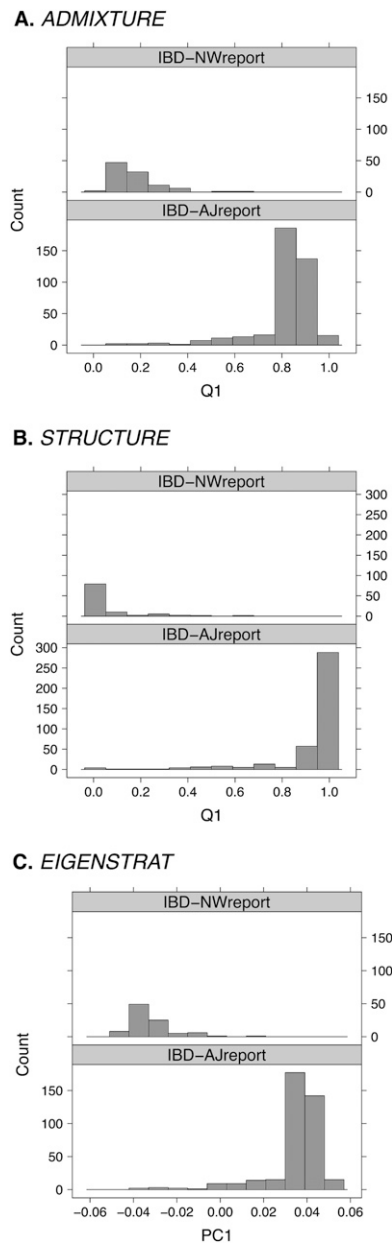 A. ADMIXTURE
IBD-NWreport
150
100
50
0
IBD-AJreport
150
100
50
0
Count
0.0 0.2 0.4 0.6 0.8 1.0
Q1
B. STRUCTURE
IBD-NWreport
300
250
200
150
100
50
0
IBD-AJreport
300
250
200
150
100
50
0
Count
0.0 0.2 0.4 0.6 0.8 1.0
Q1
C. EIGENSTRAT
IBD-NWreport
150
100
50
0
IBD-AJreport
150
100
50
0
Count
−0.06 −0.04 −0.02 0.00 0.02 0.04 0.06
PC1